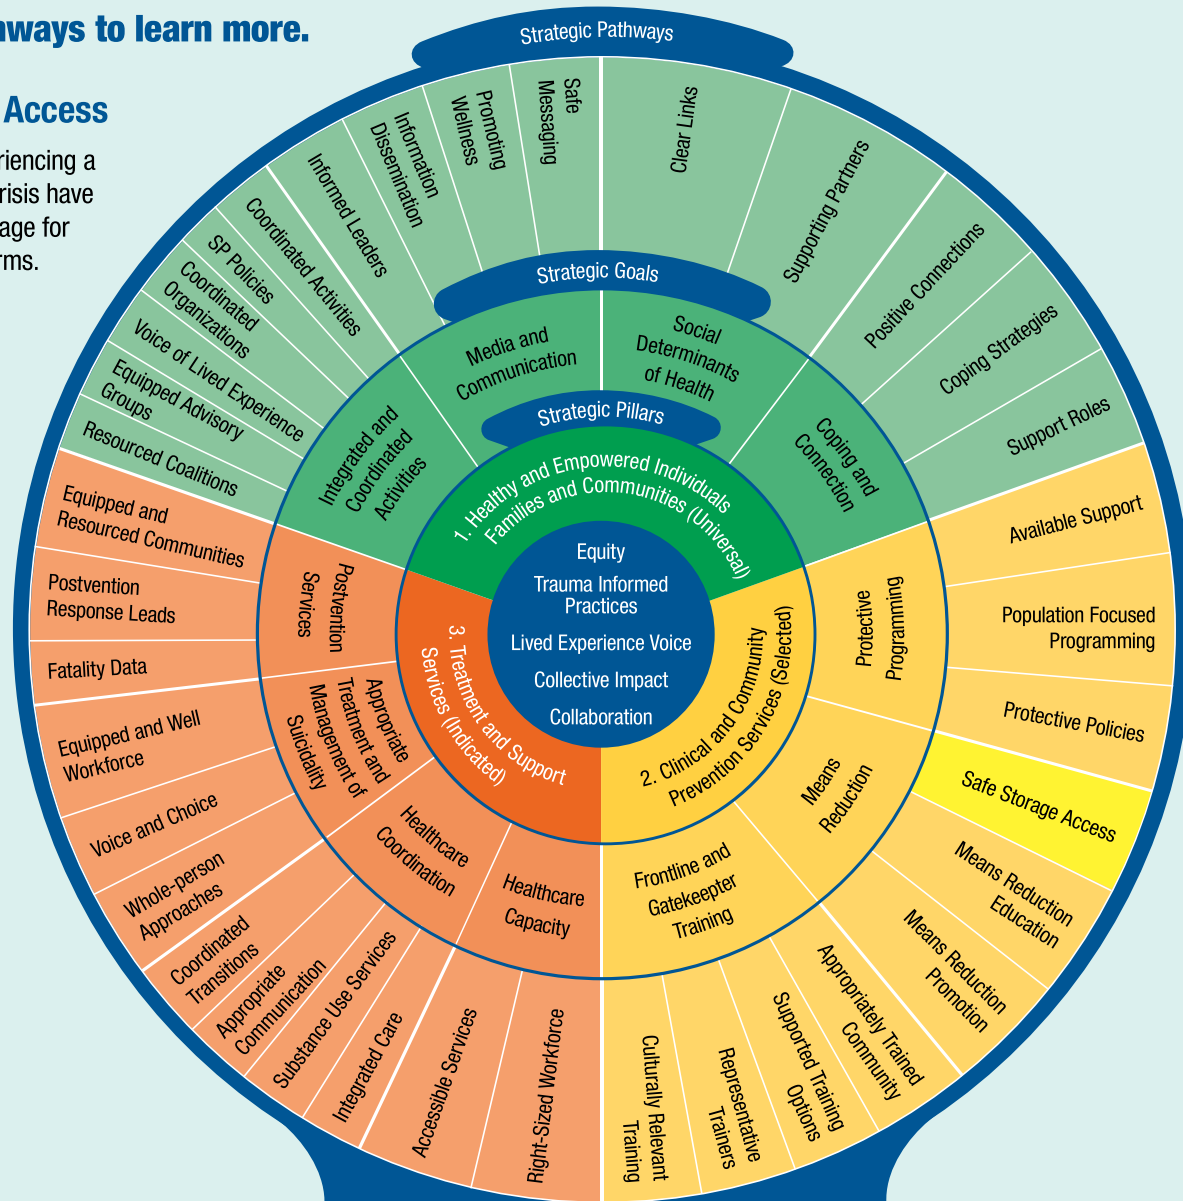 ways to learn more.
Access
riencing a
risis have
age for
rms.
Strategic Pathways
Safe
Messaging
Promoting
Wellness
Information
Dissemination
Informed Leaders
Coordinated Activities
SP Policies
Coordinated
Organizations
Voice of Lived Experience
Equipped Advisory
Groups
Resourced Coalitions
Clear Links
Supporting Partners
Positive Connections
Coping Strategies
Support Roles
Available Support
Population Focused
Programming
Protective Policies
Safe Storage Access
Means Reduction
Education
Means Reduction
Promotion
Appropriately Trained
Community
Supported Training
Options
Representative
Trainers
Culturally Relevant
Training
Right-Sized Workforce
Accessible Services
Integrated Care
Substance Use Services
Appropriate
Communication
Coordinated
Transitions
Whole-person
Approaches
Voice and Choice
Equipped and Well
Workforce
Fatality Data
Postvention
Response Leads
Equipped and
Resourced Communities
Strategic Goals
Media and
Communication
Social
Determinants
of Health
Coping and
Connection
Protective
Programming
Means
Reduction
Frontline and
Gatekeeper
Training
Healthcare
Capacity
Healthcare
Coordination
Appropriate
Treatment and
Management of
Suicidality
Postvention
Services
Integrated and
Coordinated
Activities
Strategic Pillars
1. Healthy and Empowered Individuals
Families and Communities (Universal)
2. Clinical and Community
Prevention Services (Selected)
3. Treatment and Support
Services (Indicated)
Equity
Trauma Informed
Practices
Lived Experience Voice
Collective Impact
Collaboration